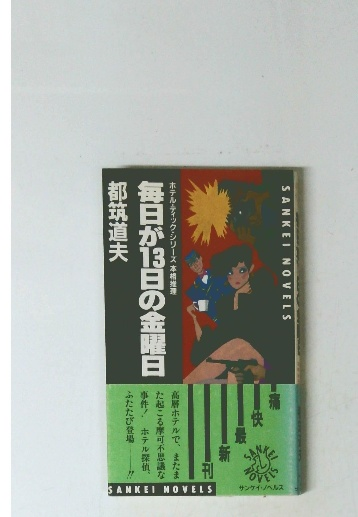 SANKEI NOVELS
ホテル・ディック・シリーズ 本格推理
毎日が13日の金曜日
都筑道夫
痛快最新刊
高層ホテルで、またま
た起こる摩可不思議な
事件! ホテル探偵、
ふたたび登場——!!
SANKEI NOVELS
SANKEI
NOVELS
サンケイ・ノベルス